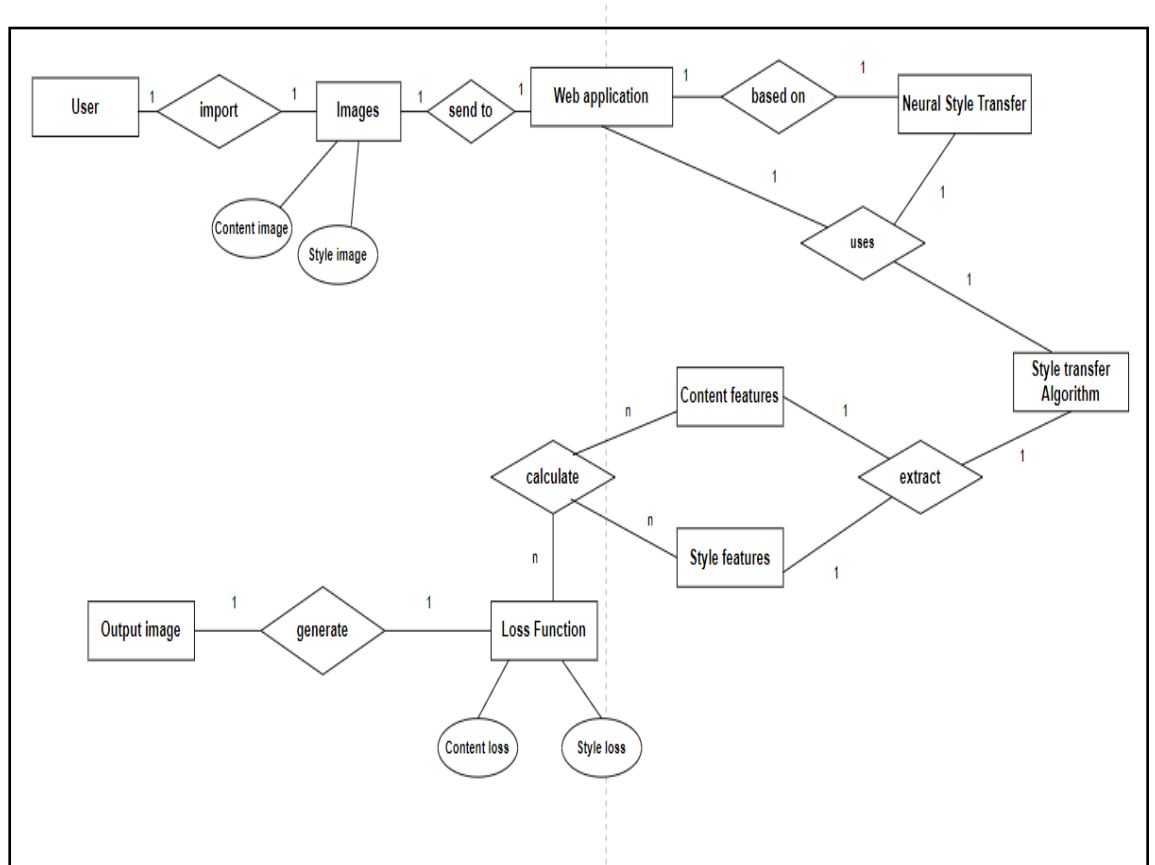 User
1
import
1
Images
1
send to
1
Web application
1
based on
1
Neural Style Transfer
Content image
Style image
1
1
uses
1
Style transfer
Algorithm
Content features
n
1
calculate
extract
1
n
Style features
1
n
Output image
1
generate
1
Loss Function
Content loss
Style loss